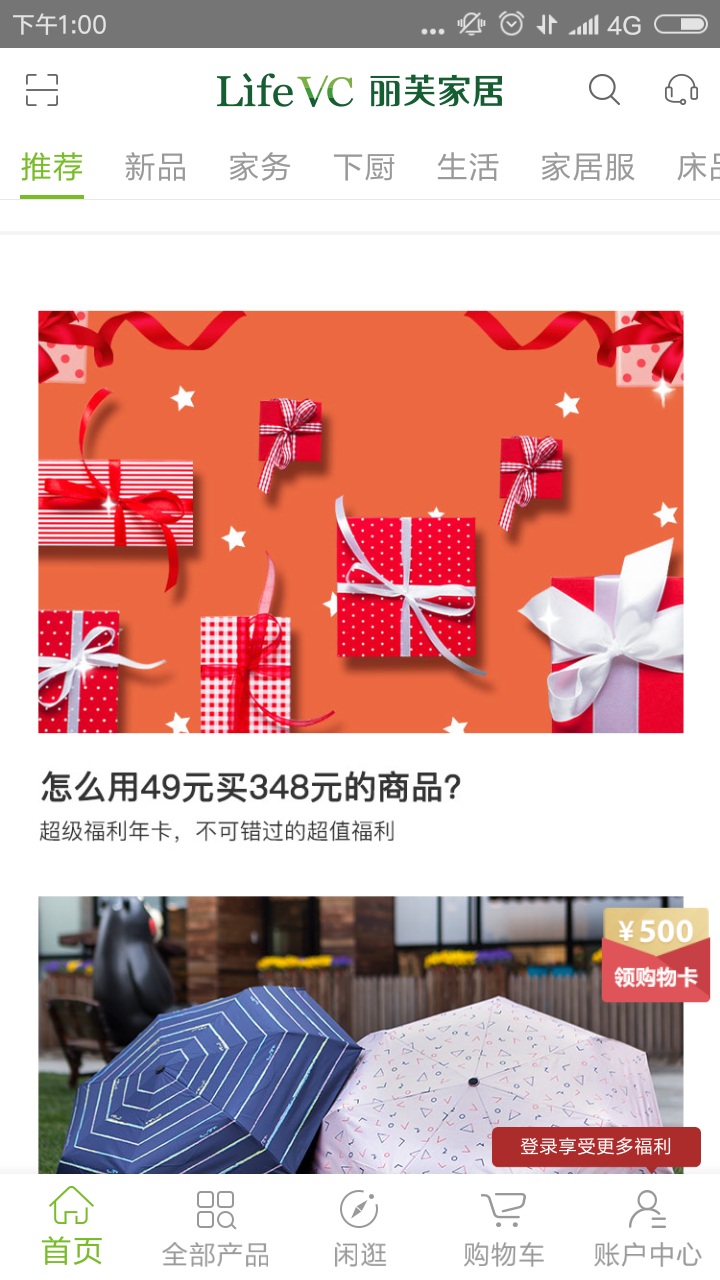 下午1:00
... 4G
LifeVC 丽芙家居
推荐 新品 家务 下厨 生活 家居服 床品
怎么用49元买348元的商品?
超级福利年卡，不可错过的超值福利
¥500
领购物卡
登录享受更多福利
首页 全部产品 闲逛 购物车 账户中心